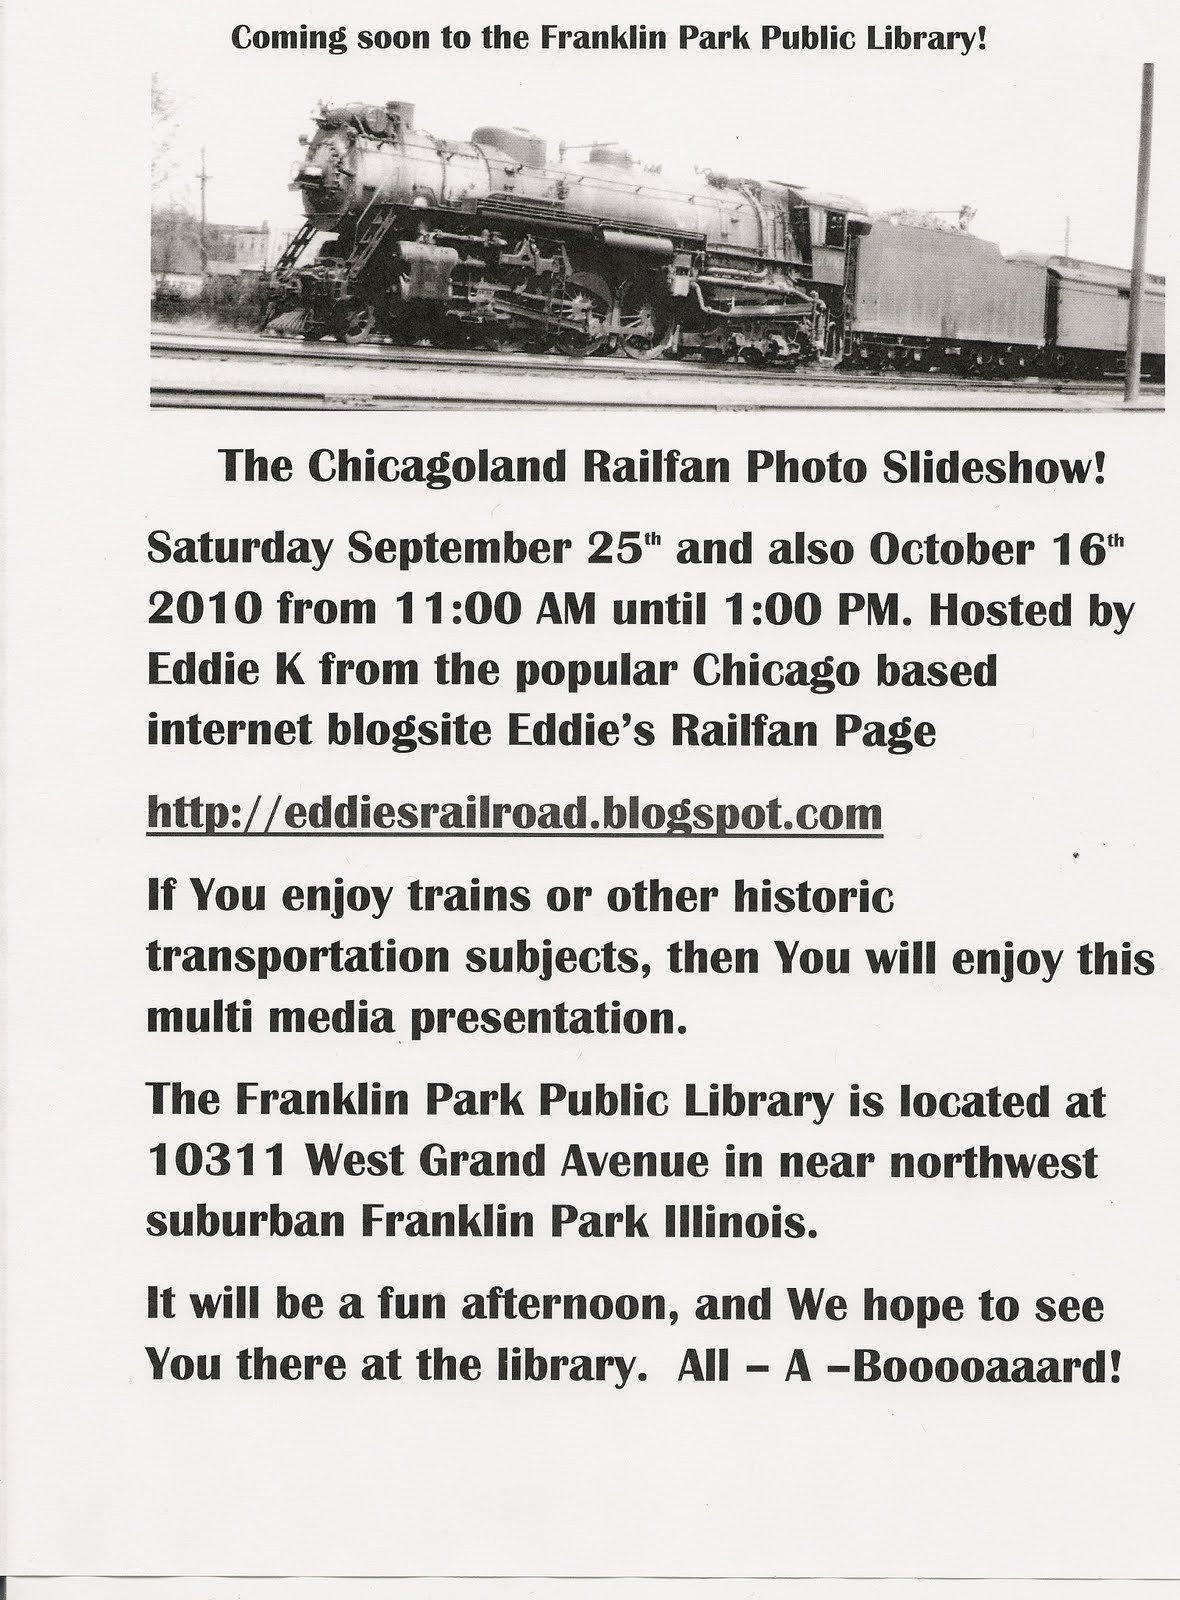 Coming soon to the Franklin Park Public Library!
The Chicagoland Railfan Photo Slideshow!
Saturday September 25th and also October 16th
2010 from 11:00 AM until 1:00 PM. Hosted by
Eddie K from the popular Chicago based
internet blogsite Eddie’s Railfan Page
http://eddiesrailroad.blogspot.com
If You enjoy trains or other historic
transportation subjects, then You will enjoy this
multi media presentation.
The Franklin Park Public Library is located at
10311 West Grand Avenue in near northwest
suburban Franklin Park Illinois.
It will be a fun afternoon, and We hope to see
You there at the library.  All – A –Booooaaaard!